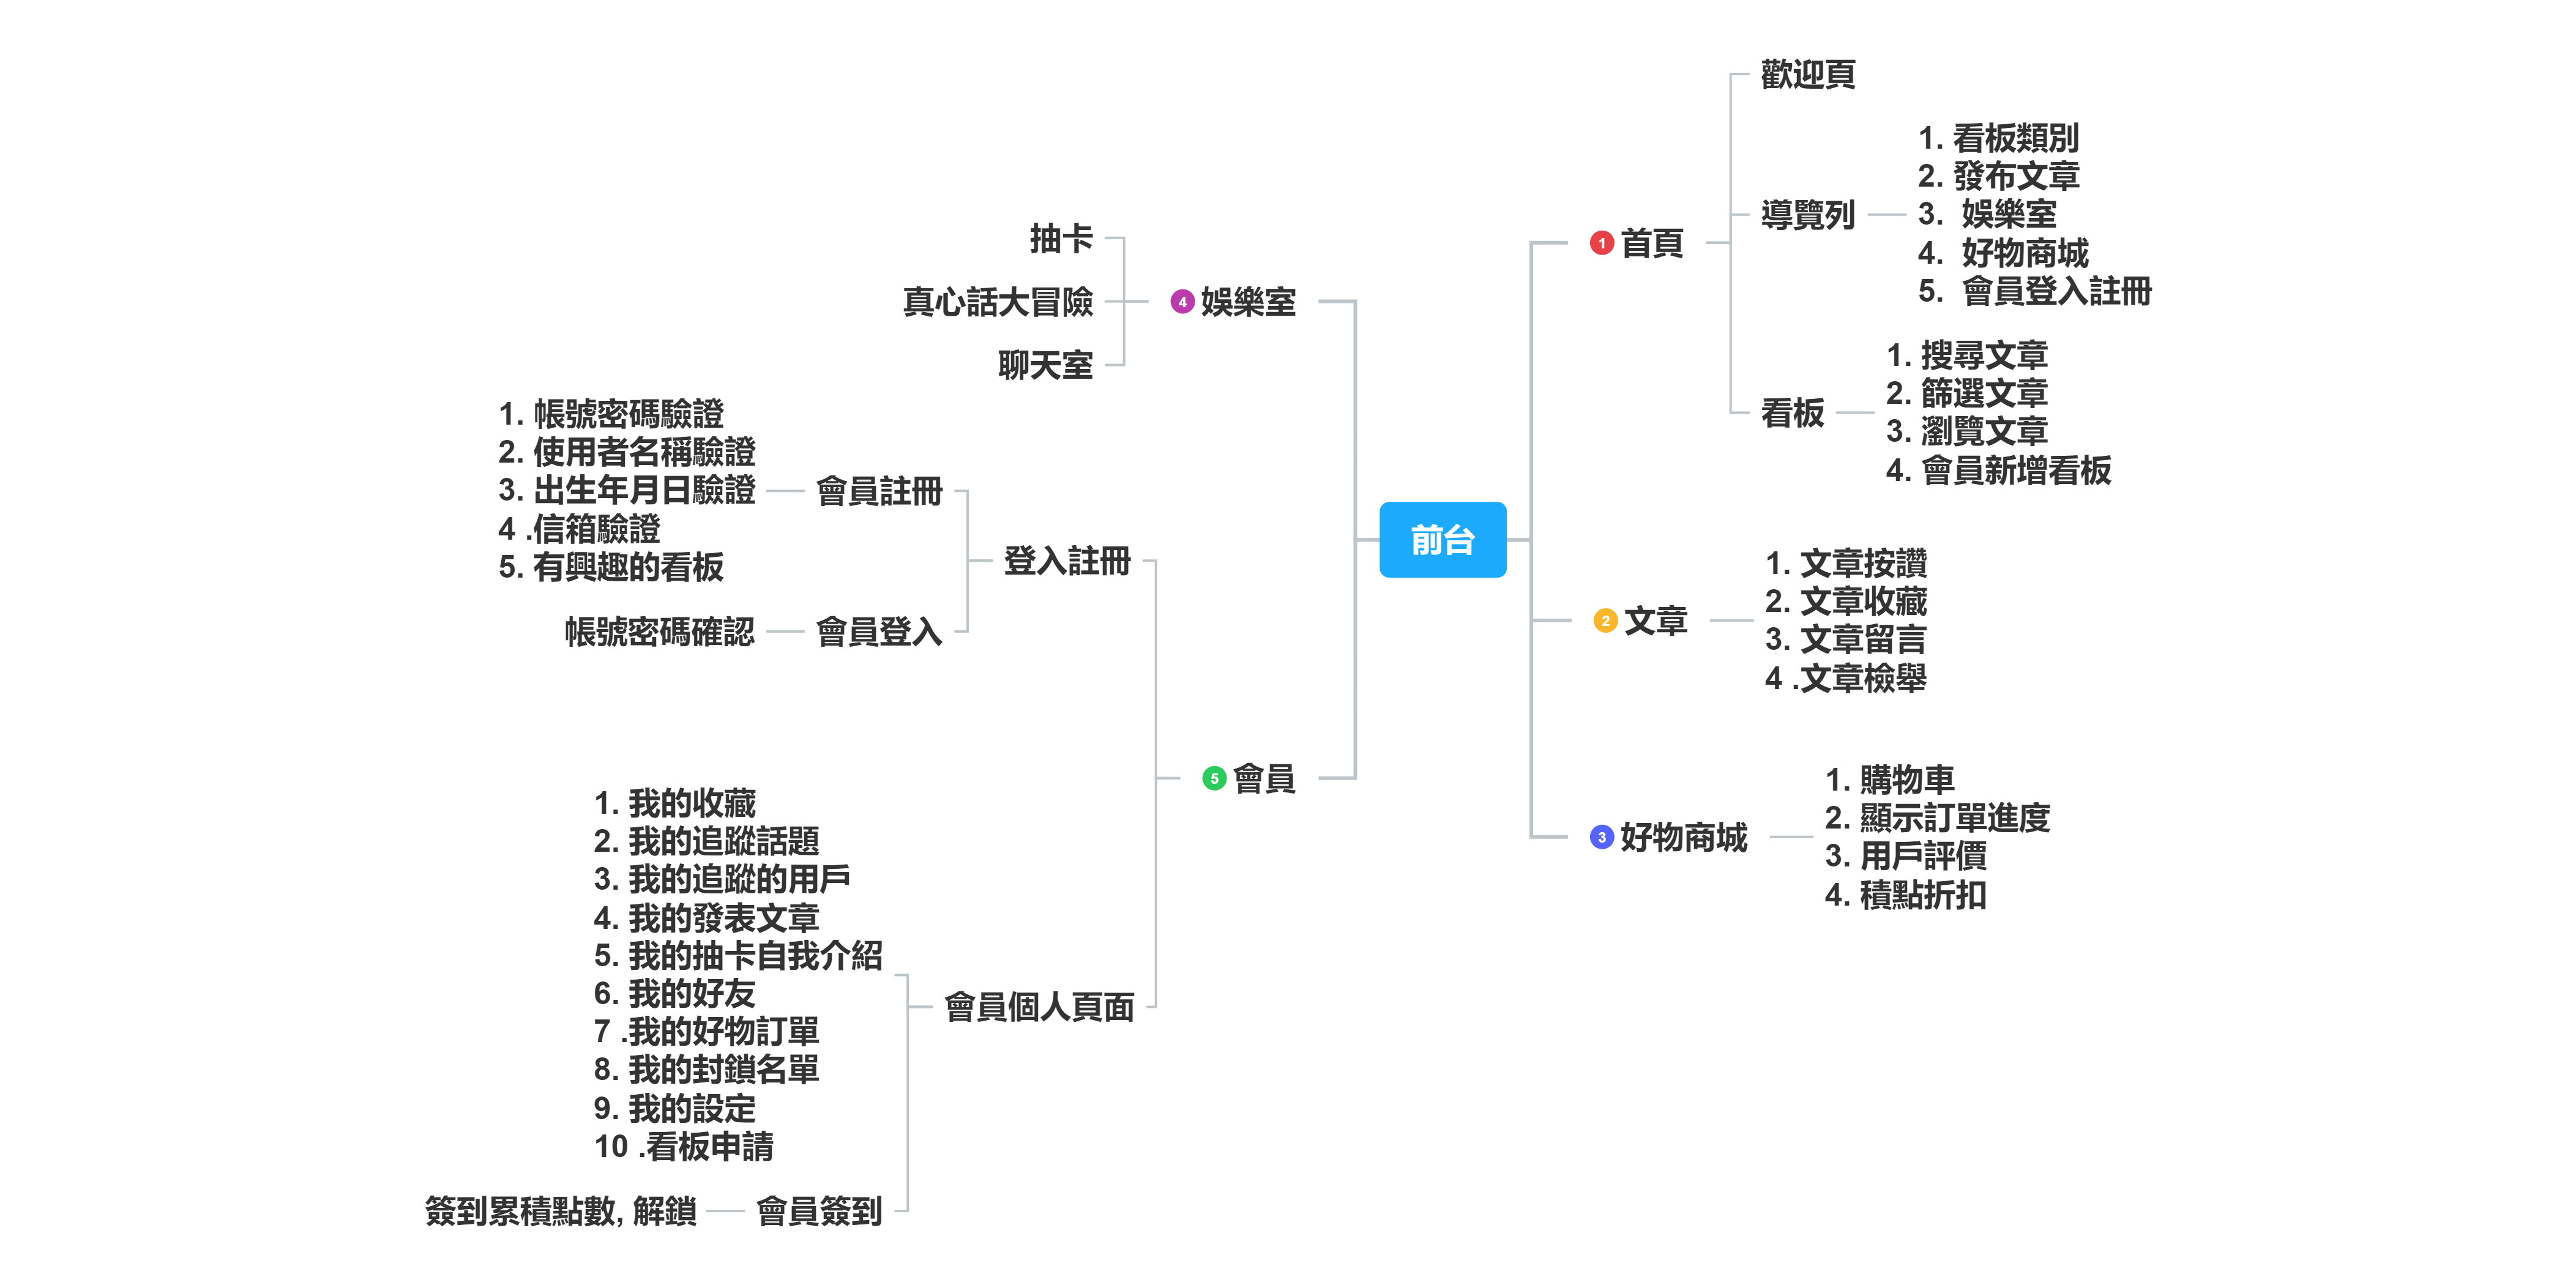 前台
1 首頁
歡迎頁
導覽列
1. 看板類別
2. 發布文章
3. 娛樂室
4. 好物商城
5. 會員登入註冊
看板
1. 搜尋文章
2. 篩選文章
3. 瀏覽文章
4. 會員新增看板
2 文章
1. 文章按讚
2. 文章收藏
3. 文章留言
4 .文章檢舉
3 好物商城
1. 購物車
2. 顯示訂單進度
3. 用戶評價
4. 積點折扣
4 娛樂室
抽卡
真心話大冒險
聊天室
5 會員
登入註冊
會員註冊
1. 帳號密碼驗證
2. 使用者名稱驗證
3. 出生年月日驗證
4 .信箱驗證
5. 有興趣的看板
會員登入
帳號密碼確認
會員個人頁面
1. 我的收藏
2. 我的追蹤話題
3. 我的追蹤的用戶
4. 我的發表文章
5. 我的抽卡自我介紹
6. 我的好友
7 .我的好物訂單
8. 我的封鎖名單
9. 我的設定
10 .看板申請
會員簽到
簽到累積點數, 解鎖